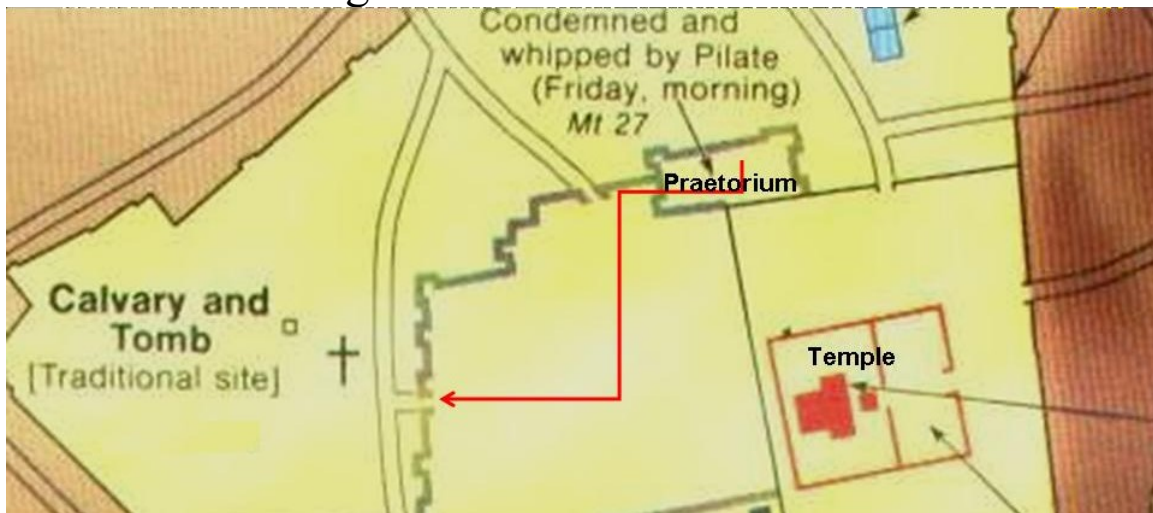 Condemned and
whipped by Pilate
(Friday, morning)
Mt 27
Praetorium
Calvary and
Tomb
[Traditional site]
Temple